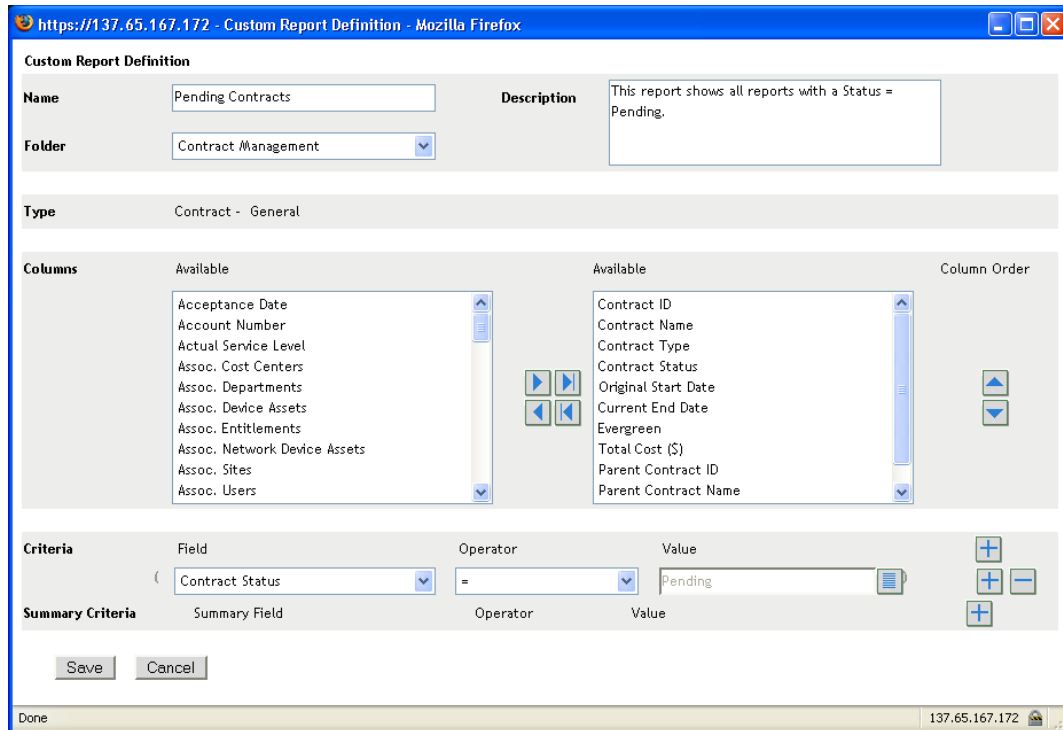 https://137.65.167.172 - Custom Report Definition - Mozilla Firefox
Custom Report Definition
Name
Pending Contracts
Description
This report shows all reports with a Status =
Pending.
Folder
Contract Management
Type
Contract - General
Columns
Available
Available
Column Order
Acceptance Date
Account Number
Actual Service Level
Assoc. Cost Centers
Assoc. Departments
Assoc. Device Assets
Assoc. Entitlements
Assoc. Network Device Assets
Assoc. Sites
Assoc. Users
Contract ID
Contract Name
Contract Type
Contract Status
Original Start Date
Current End Date
Evergreen
Total Cost ($)
Parent Contract ID
Parent Contract Name
Criteria
Field
Operator
Value
( Contract Status = Pending )
Summary Criteria
Summary Field
Operator
Value
Save
Cancel
Done
137.65.167.172